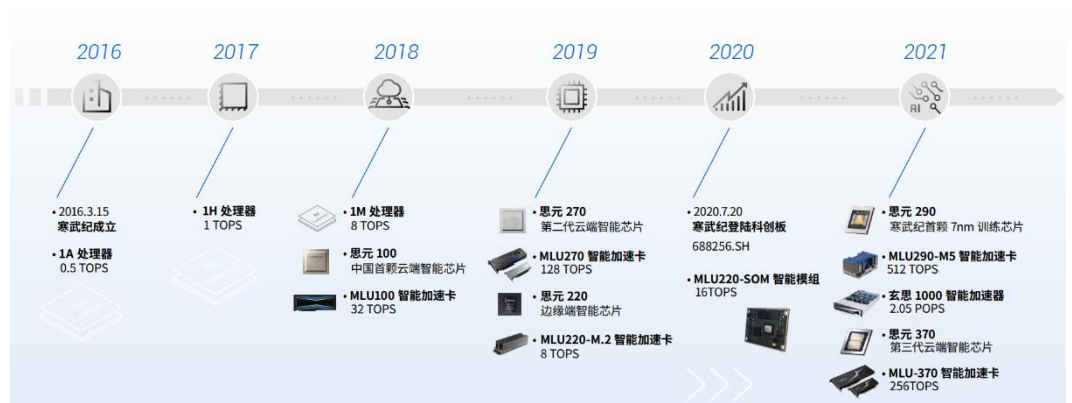 2016
2017
2018
2019
2020
2021
AI
• 2016.3.15
寒武纪成立
• 1A 处理器
0.5 TOPS
• 1H 处理器
1 TOPS
• 1M 处理器
8 TOPS
• 思元 100
中国首颗云端智能芯片
• MLU100 智能加速卡
32 TOPS
• 思元 270
第二代云端智能芯片
• MLU270 智能加速卡
128 TOPS
• 思元 220
边缘端智能芯片
• MLU220-M.2 智能加速卡
8 TOPS
• 2020.7.20
寒武纪登陆科创板
688256.SH
• MLU220-SOM 智能模组
16TOPS
• 思元 290
寒武纪首颗 7nm 训练芯片
• MLU290-M5 智能加速卡
512 TOPS
• 玄思 1000 智能加速器
2.05 POPS
• 思元 370
第三代云端智能芯片
• MLU-370 智能加速卡
256TOPS